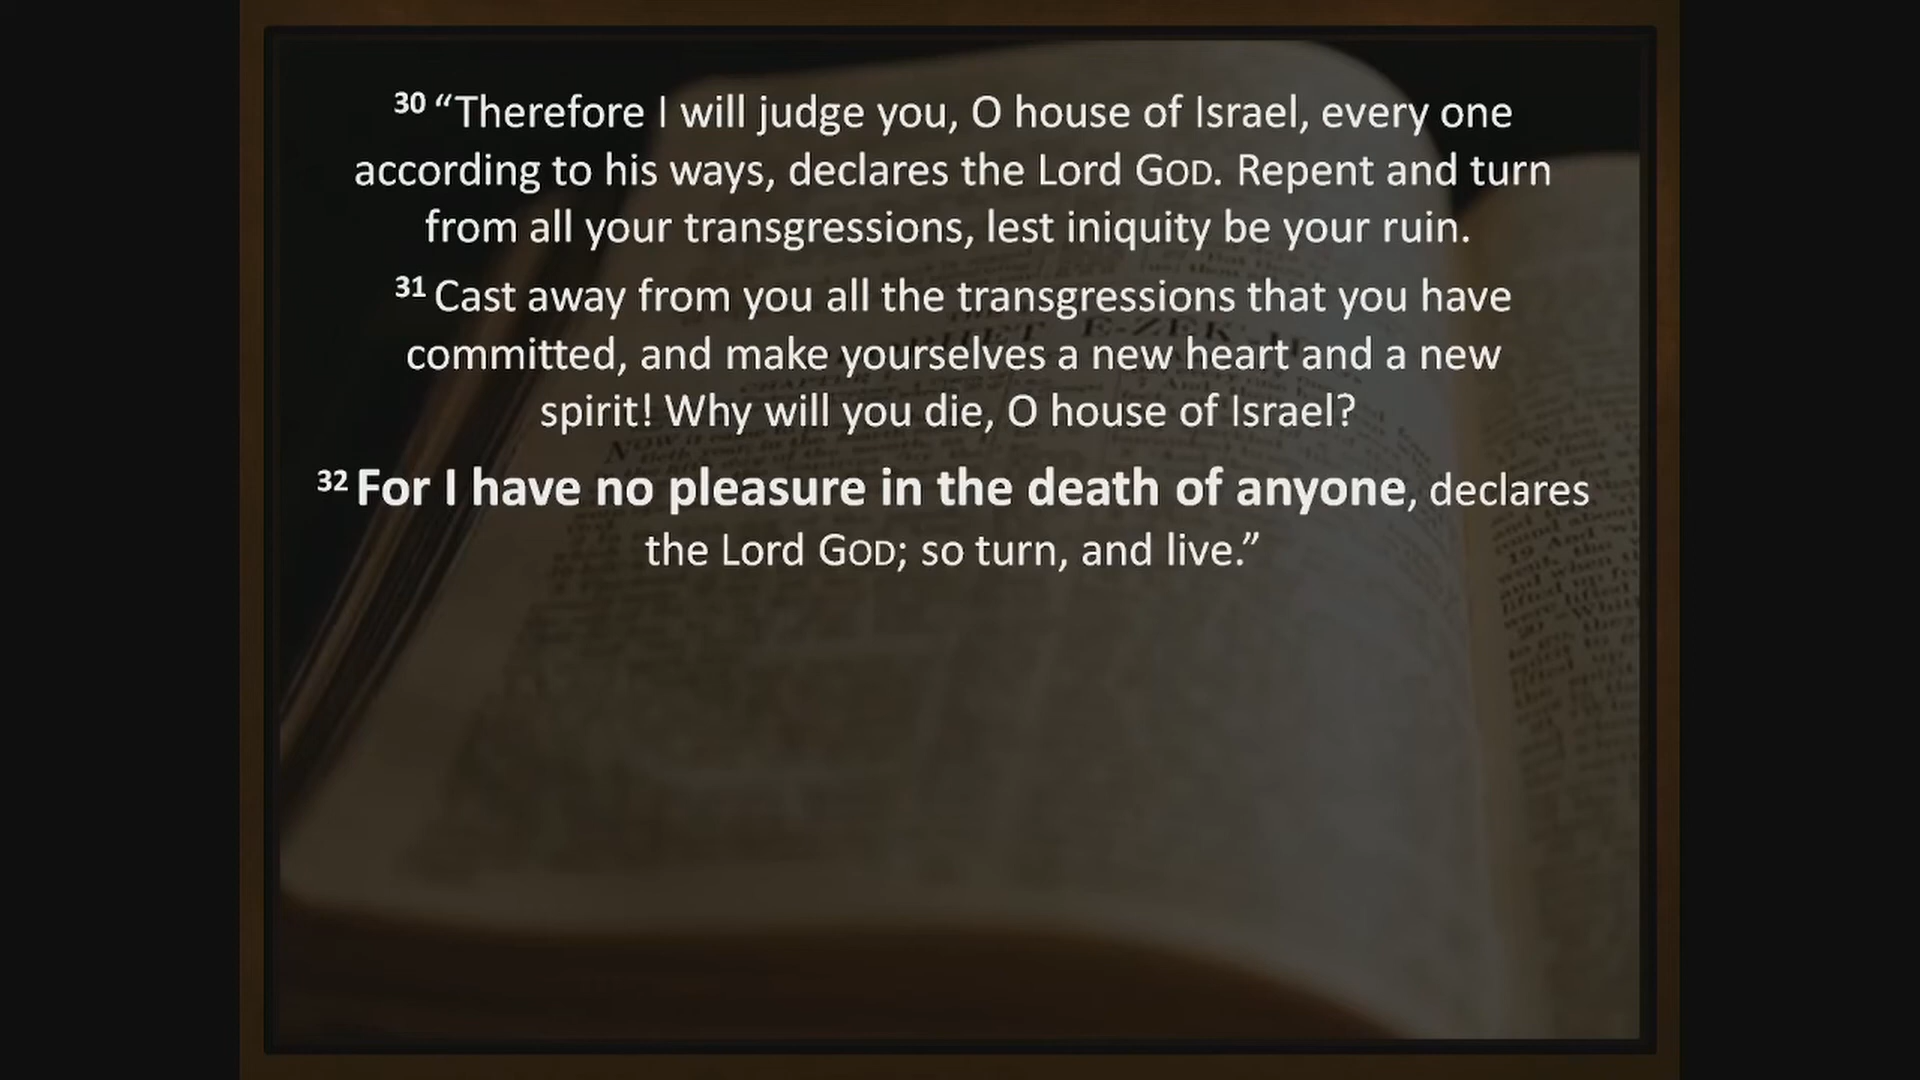 30 “Therefore I will judge you, O house of Israel, every one
according to his ways, declares the Lord GOD. Repent and turn
from all your transgressions, lest iniquity be your ruin.
31 Cast away from you all the transgressions that you have
committed, and make yourselves a new heart and a new
spirit! Why will you die, O house of Israel?
32 For I have no pleasure in the death of anyone, declares
the Lord GOD; so turn, and live.”